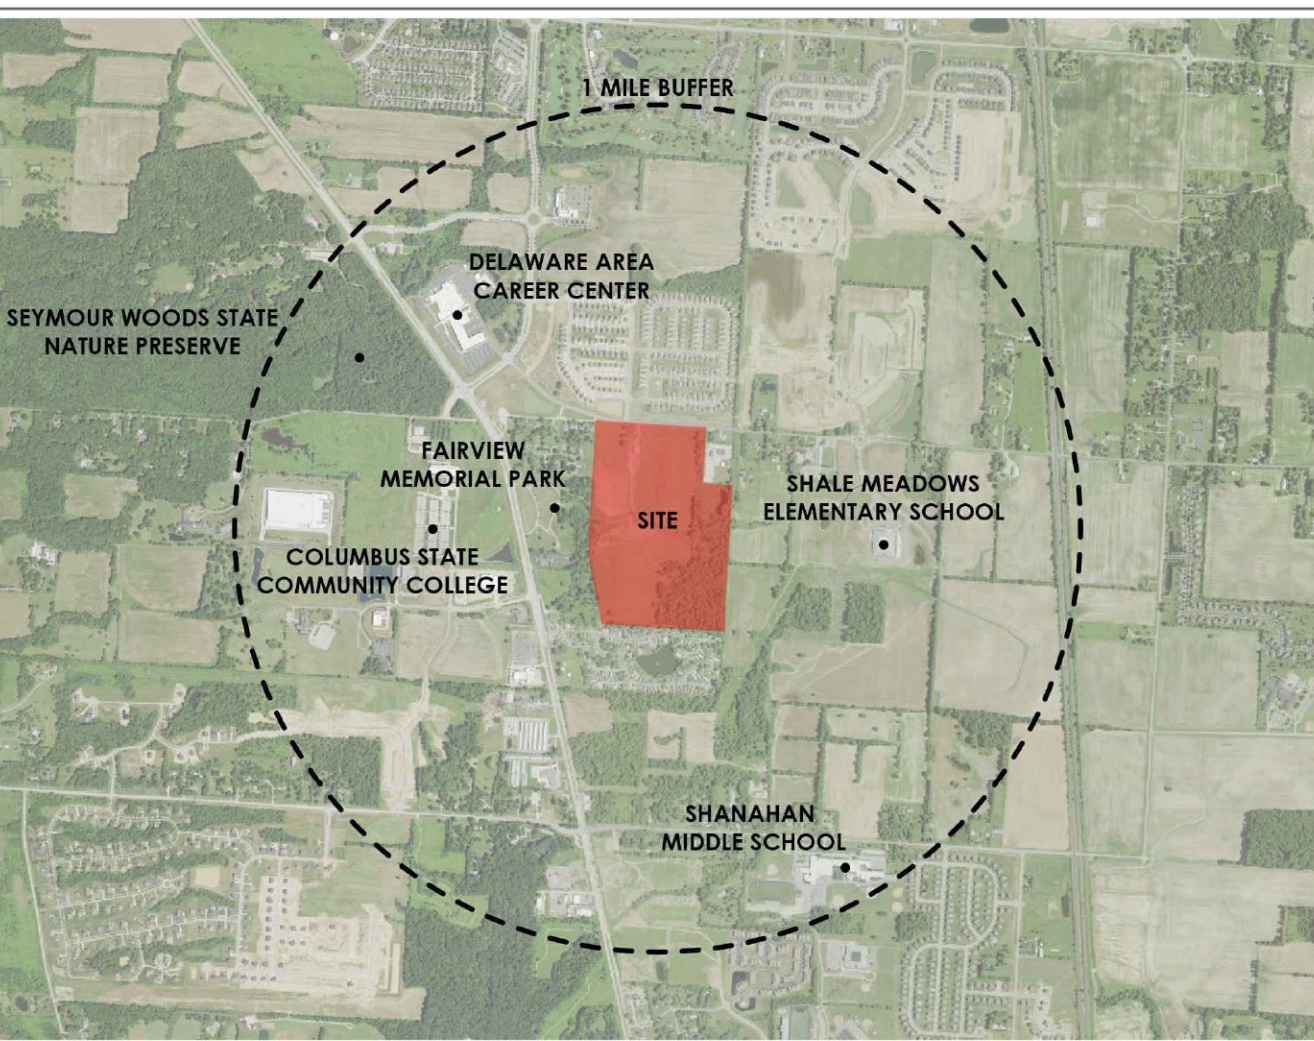 1 MILE BUFFER
DELAWARE AREA
CAREER CENTER
SEYMOUR WOODS STATE
NATURE PRESERVE
FAIRVIEW
MEMORIAL PARK
SHALE MEADOWS
ELEMENTARY SCHOOL
SITE
COLUMBUS STATE
COMMUNITY COLLEGE
SHANAHAN
MIDDLE SCHOOL